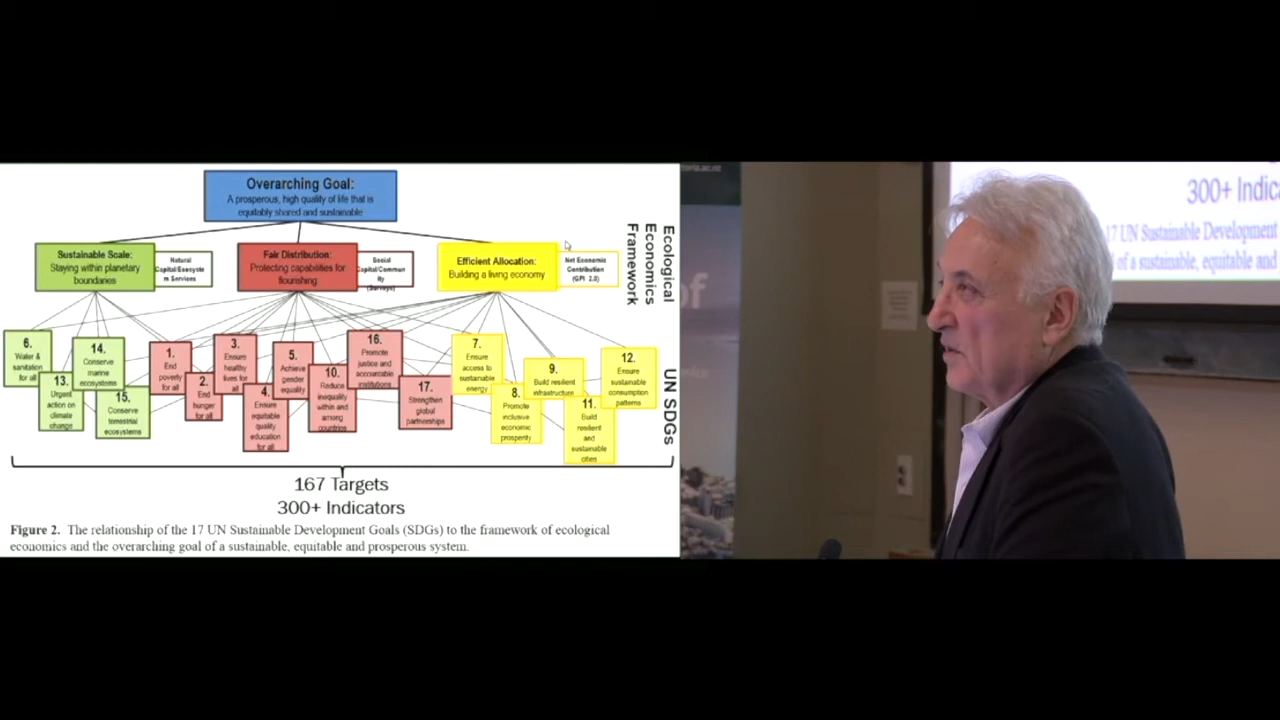 Overarching Goal:
A prosperous, high quality of life that is
equitably shared and sustainable
Sustainable Scale:
Staying within planetary
boundaries
Natural
Capital/Ecosyste
m Services
Fair Distribution:
Protecting capabilities for
flourishing
Social
Capital/Commun
ity
(Surveys)
Efficient Allocation:
Building a living economy
Net Economic
Contribution
(GPI 2.0)
Ecological
Economics
Framework
6.
Water &
sanitation
for all
13.
Urgent
action on
climate
change
14.
Conserve
marine
ecosystems
15.
Conserve
terrestrial
ecosystems
1.
End
poverty
for all
2.
End
hunger
for all
3.
Ensure
healthy
lives for
all
4.
Ensure
equitable
quality
education
for all
5.
Achieve
gender
equality
10.
Reduce
inequality
within and
among
countries
16.
Promote
justice and
accountable
institutions
17.
Strengthen
global
partnerships
7.
Ensure
access to
sustainable
energy
8.
Promote
inclusive
economic
prosperity
9.
Build resilient
infrastructure
11.
Build
resilient
and
sustainable
cities
12.
Ensure
sustainable
consumption
patterns
UN SDGs
167 Targets
300+ Indicators
Figure 2. The relationship of the 17 UN Sustainable Development Goals (SDGs) to the framework of ecological
economics and the overarching goal of a sustainable, equitable and prosperous system.
toria.ac.nz
of
300+ Indica
17 UN Sustainable Development
of a sustainable, equitable and